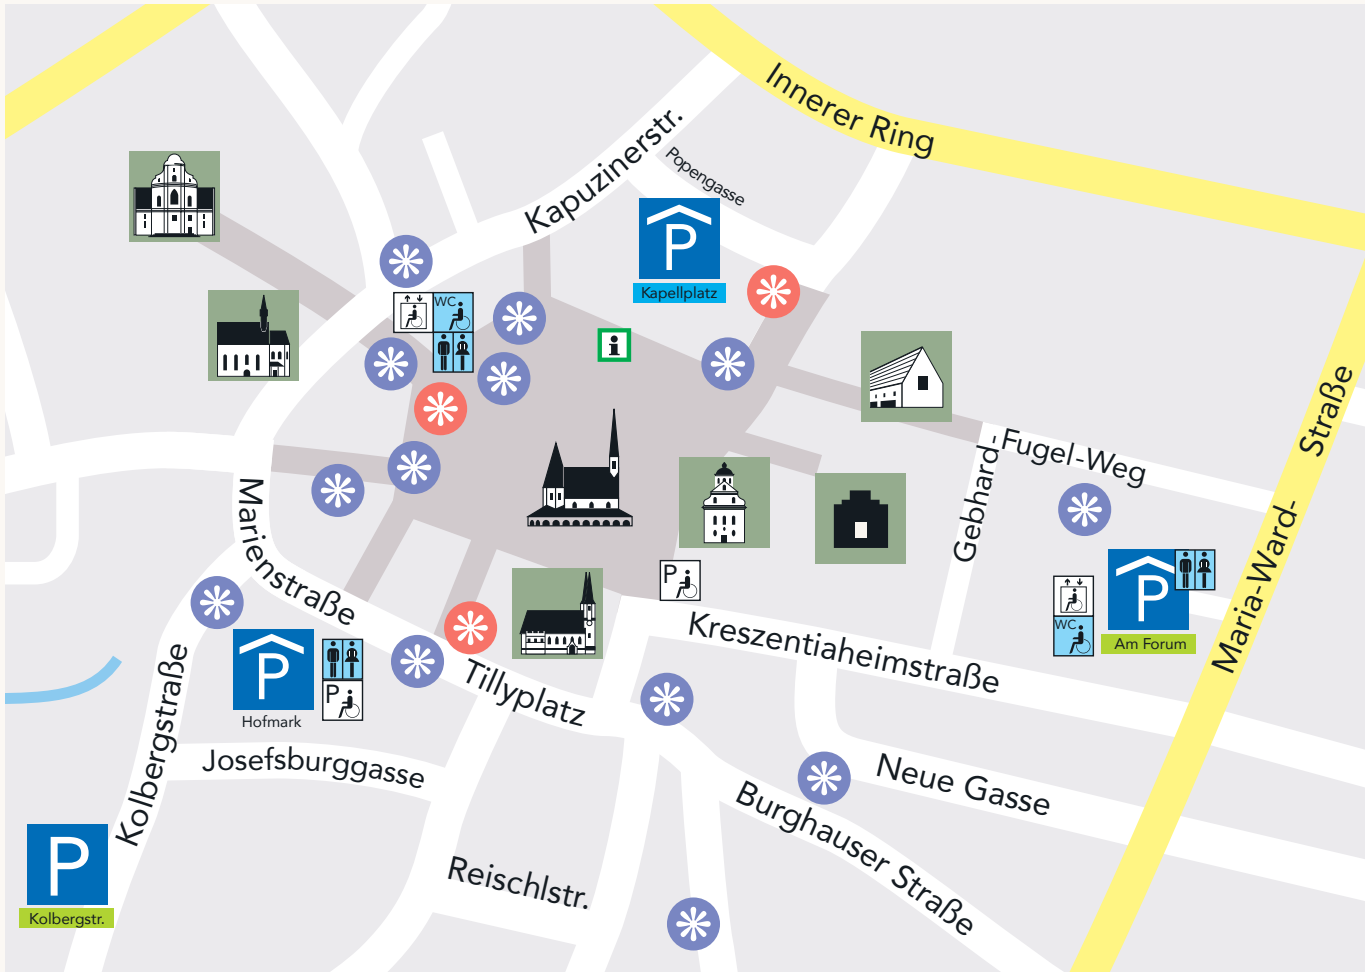 Innerer Ring
Kapuzinerstr.
Popengasse
P
Kapellplatz
WC
i
Straße
Gebhard-Fugel-Weg
Marienstraße
Maria-Ward-
P
P
WC
Am Forum
Kreszentiaheimstraße
P
P
Hofmark
Tillyplatz
Kolbergstraße
Josefsburggasse
Neue Gasse
Burghauser Straße
P
Kolbergstr.
Reischlstr.